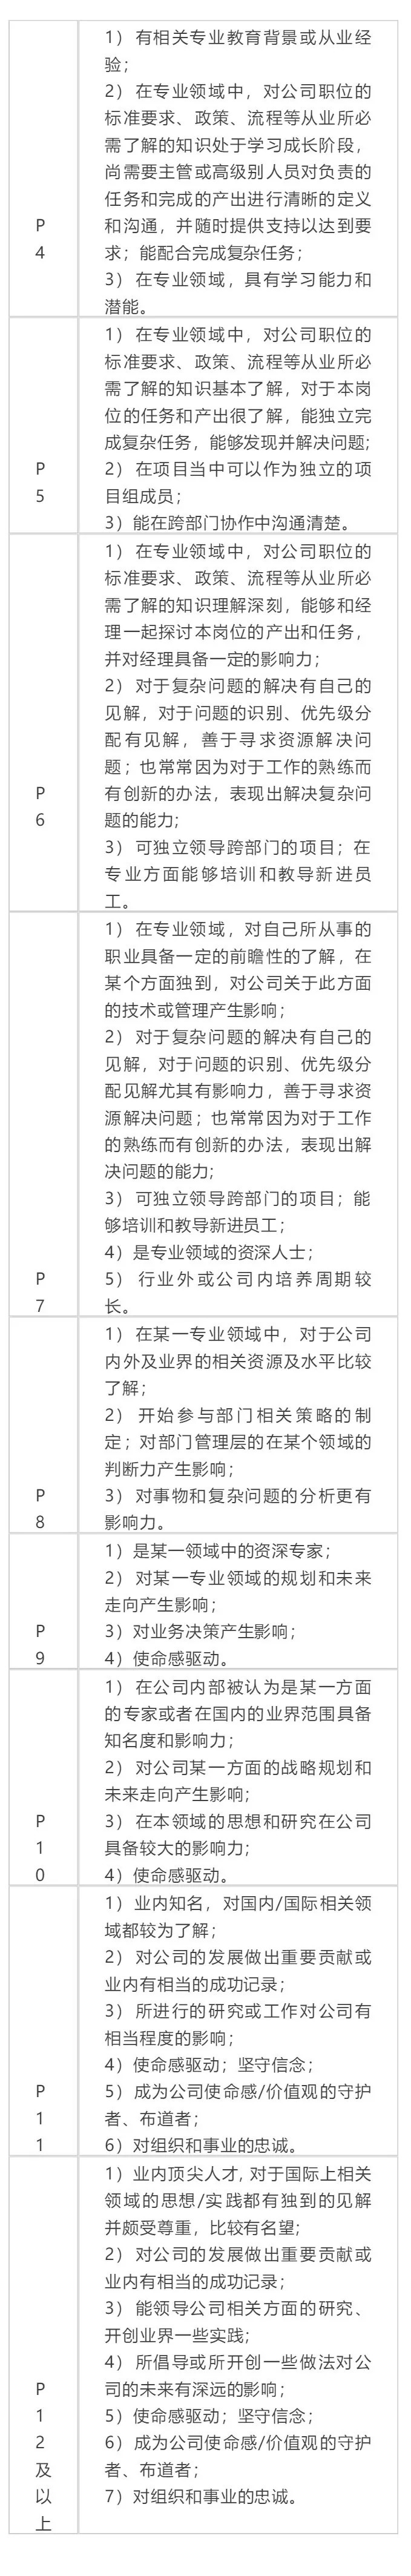 1）有相关专业教育背景或从业经
验；
2）在专业领域中，对公司职位的
标准要求、政策、流程等从业所必
需了解的知识处于学习成长阶段，
尚需要主管或高级别人员对负责的
任务和完成的产出进行清晰的定义
P
和沟通，并随时提供支持以达到要
4
求；能配合完成复杂任务；
3）在专业领域，具有学习能力和
潜能。
1）在专业领域中，对公司职位的
标准要求、政策、流程等从业所必
需了解的知识基本了解，对于本岗
位的任务和产出很了解，能独立完
成复杂任务，能够发现并解决问题;
P
2）在项目当中可以作为独立的项
5
目组成员；
3）能在跨部门协作中沟通清楚。
1）在专业领域中，对公司职位的
标准要求、政策、流程等从业所必
需了解的知识理解深刻，能够和经
理一起探讨本岗位的产出和任务，
并对经理具备一定的影响力；
2）对于复杂问题的解决有自己的
见解，对于问题的识别、优先级分
配有见解，善于寻求资源解决问
题；也常常因为对于工作的熟练而
P
有创新的办法，表现出解决复杂问
6
题的能力;
3）可独立领导跨部门的项目；在
专业方面能够培训和教导新进员
工。
1）在专业领域，对自己所从事的
职业具备一定的前瞻性的了解，在
某个方面独到，对公司关于此方面
的技术或管理产生影响；
2）对于复杂问题的解决有自己的
见解，对于问题的识别、优先级分
配见解尤其有影响力，善于寻求资
源解决问题；也常常因为对于工作
的熟练而有创新的办法，表现出解
决问题的能力;
3）可独立领导跨部门的项目；能
够培训和教导新进员工；
4）是专业领域的资深人士；
P
5）行业外或公司内培养周期较
7
长。
1）在某一专业领域中，对于公司
内外及业界的相关资源及水平比较
了解；
2）开始参与部门相关策略的制
定；对部门管理层的在某个领域的
判断力产生影响；
P
3）对事物和复杂问题的分析更有
8
影响力。
1）是某一领域中的资深专家；
2）对某一专业领域的规划和未来
走向产生影响；
P
3）对业务决策产生影响；
9
4）使命感驱动。
1）在公司内部被认为是某一方面
的专家或者在国内的业界范围具备
知名度和影响力；
2）对公司某一方面的战略规划和
未来走向产生影响；
P
3）在本领域的思想和研究在公司
1
具备较大的影响力；
0
4）使命感驱动。
1）业内知名，对国内/国际相关领
域都较为了解；
2）对公司的发展做出重要贡献或
业内有相当的成功记录；
3）所进行的研究或工作对公司有
相当程度的影响；
4）使命感驱动；坚守信念；
P
5）成为公司使命感/价值观的守护
1
者、布道者；
1
6）对组织和事业的忠诚。
1）业内顶尖人才，对于国际上相关
领域的思想/实践都有独到的见解
并颇受尊重，比较有名望;
2）对公司的发展做出重要贡献或
业内有相当的成功记录；
3）能领导公司相关方面的研究、
开创业界一些实践；
4）所倡导或所开创一些做法对公
P
司的未来有深远的影响；
1
5）使命感驱动；坚守信念；
2
6）成为公司使命感/价值观的守护
及
者、布道者；
以
7）对组织和事业的忠诚。
上